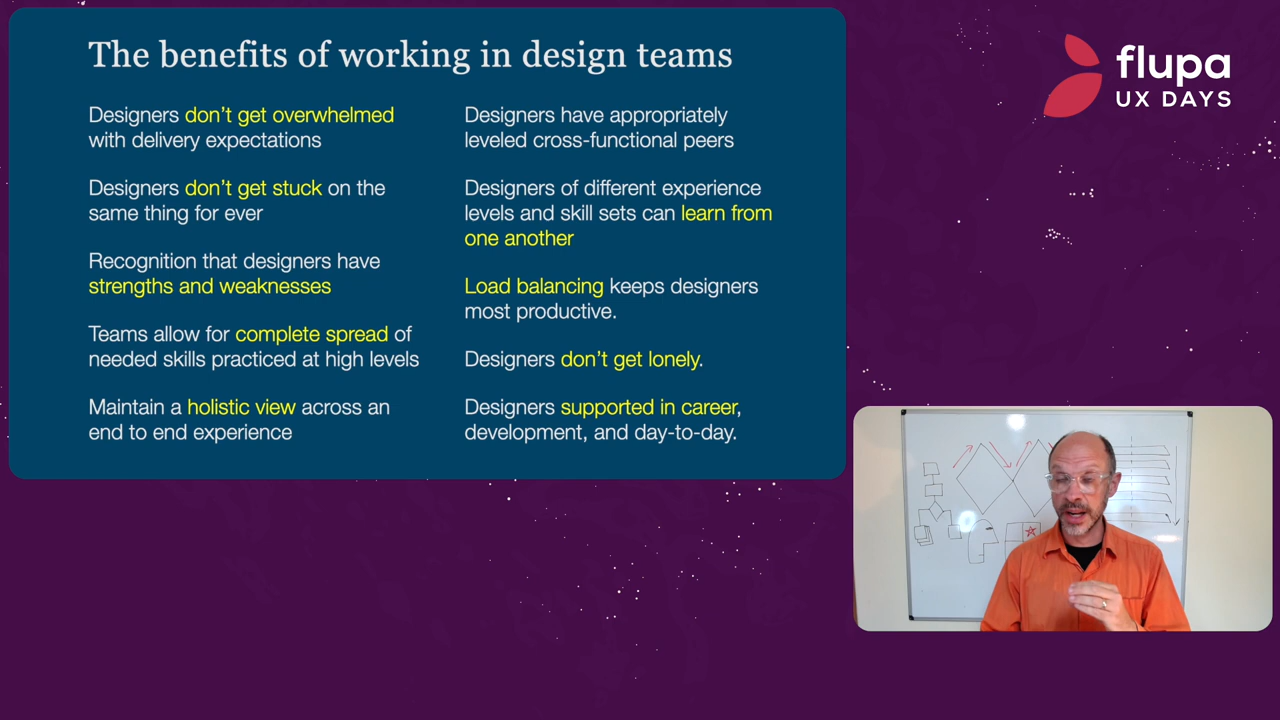 The benefits of working in design teams
Designers don't get overwhelmed
with delivery expectations
Designers don't get stuck on the
same thing for ever
Recognition that designers have
strengths and weaknesses
Teams allow for complete spread of
needed skills practiced at high levels
Maintain a holistic view across an
end to end experience
Designers have appropriately
leveled cross-functional peers
Designers of different experience
levels and skill sets can learn from
one another
Load balancing keeps designers
most productive.
Designers don't get lonely.
Designers supported in career,
development, and day-to-day.
flupa
UX DAYS